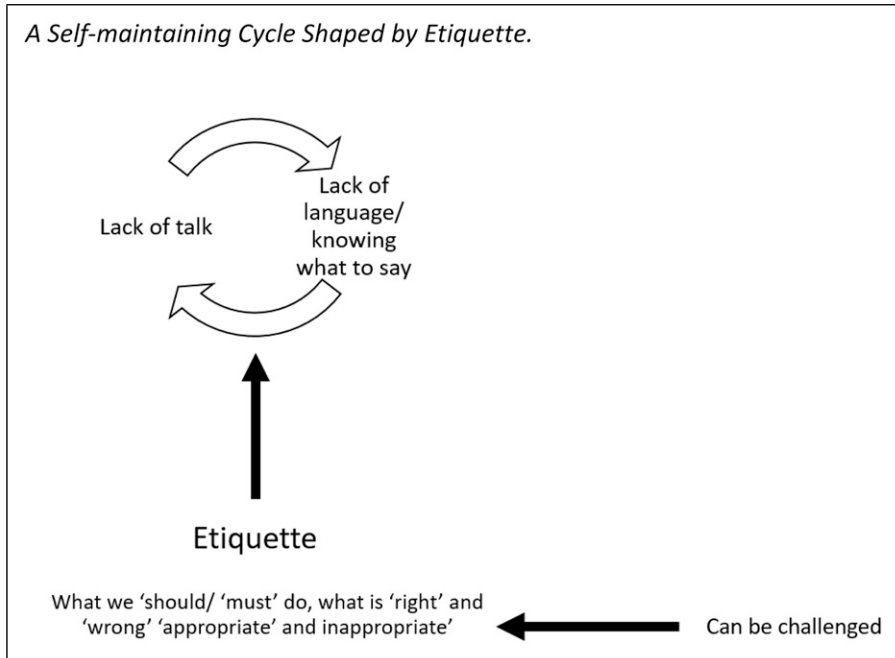 A Self-maintaining Cycle Shaped by Etiquette.
Lack of talk
Lack of
language/
knowing
what to say
Etiquette
What we ‘should/ ‘must’ do, what is ‘right’ and
‘wrong’ ‘appropriate’ and inappropriate’
Can be challenged